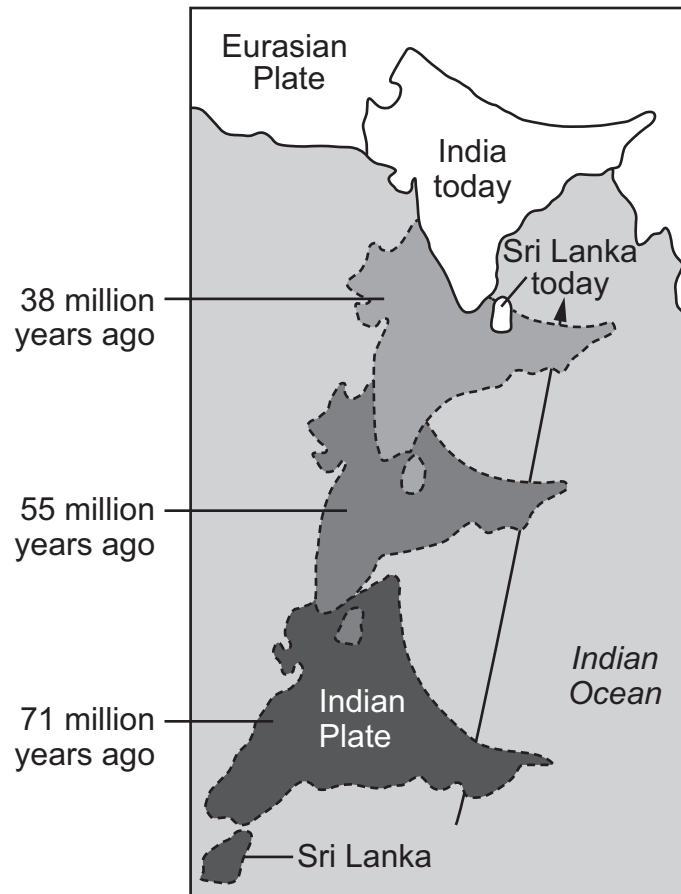 Eurasian
Plate
India
today
Sri Lanka
today
38 million
years ago
55 million
years ago
Indian
Ocean
71 million
years ago
Indian
Plate
Sri Lanka